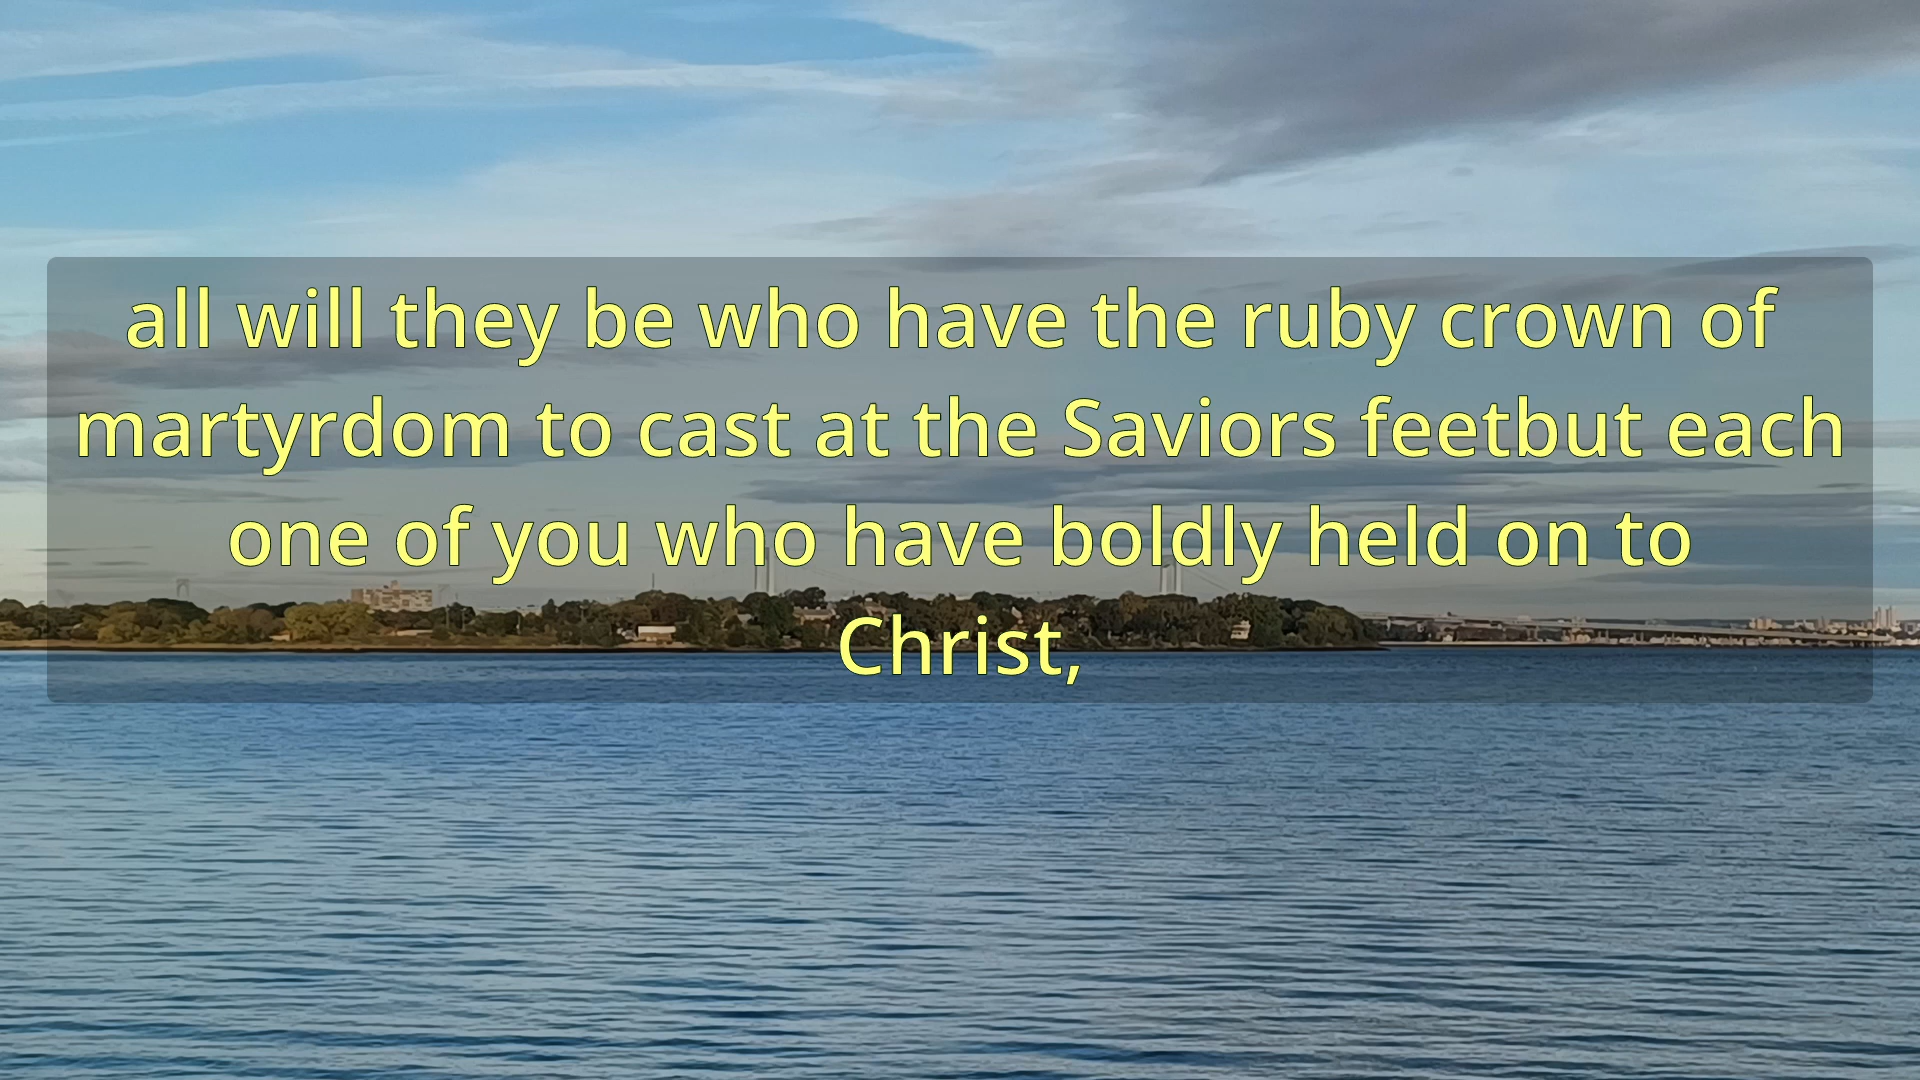 all will they be who have the ruby crown of
martyrdom to cast at the Saviors feetbut each
one of you who have boldly held on to
Christ,